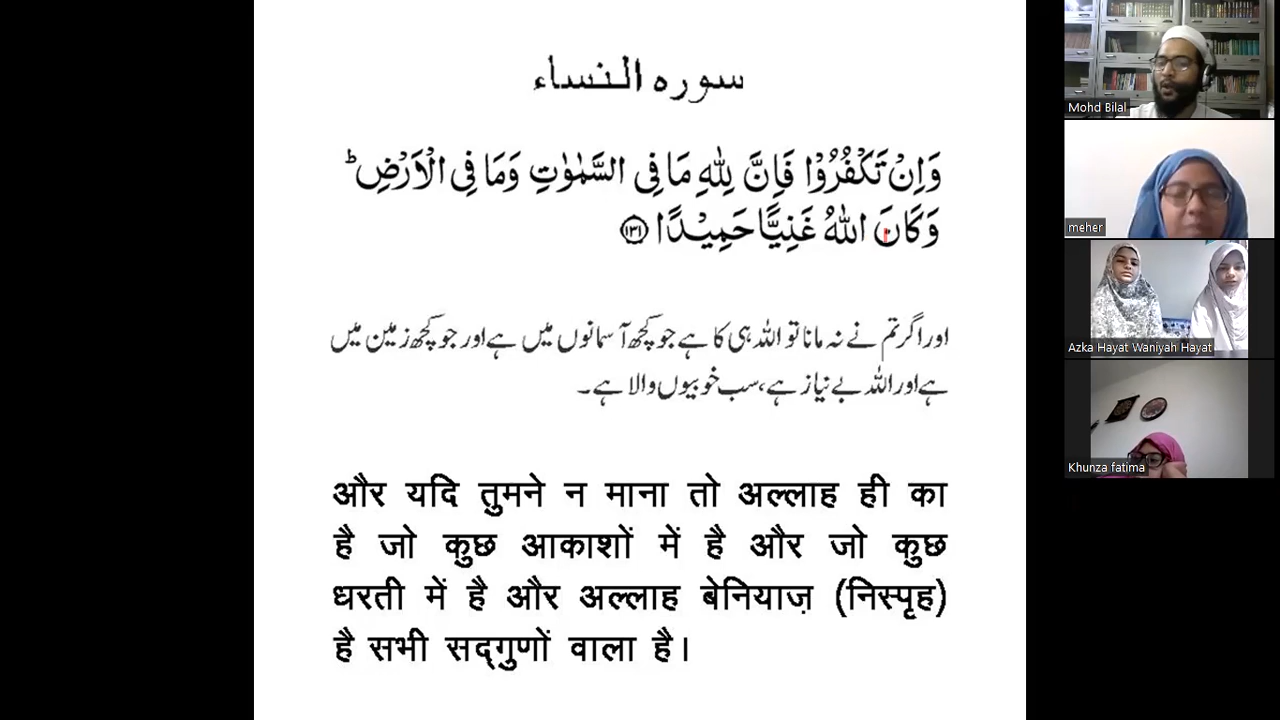 سورہ النساء
وَاِنْ تَكْفُرُوْا فَاِنَّ لِلّٰهِ مَا فِی السَّمٰوٰتِ وَمَا فِی الْاَرْضِ ؕ
وَكَانَ اللّٰهُ غَنِیًّا حَمِیْدًا ۝۱۳۱
اور اگر تم نے نہ مانا تو اللہ ہی کا ہے جو کچھ آسمانوں میں ہے اور جو کچھ زمین میں
ہے اور اللہ بے نیاز ہے، سب خوبیوں والا ہے۔
और यदि तुमने न माना तो अल्लाह ही का
है जो कुछ आकाशों में है और जो कुछ
धरती में है और अल्लाह बेनियाज़ (निस्पृह)
है सभी सद्गुणों वाला है।
Mohd Bilal
meher
Azka Hayat Waniyah Hayat
Khunza fatima